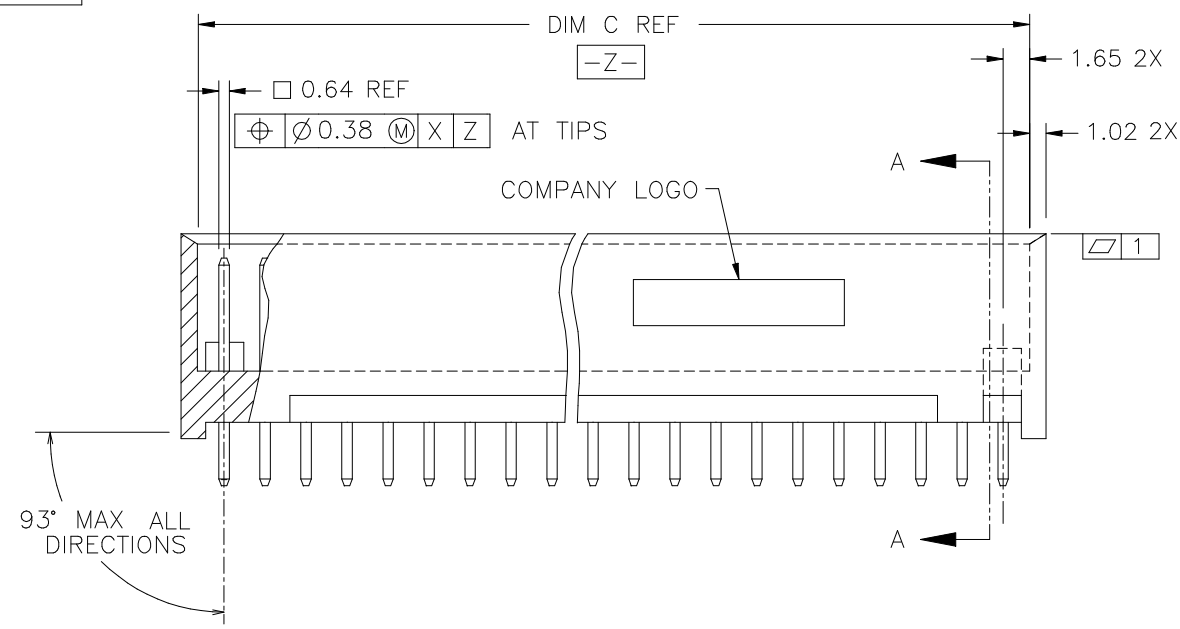 DIM C REF
-Z-
1.65 2X
□ 0.64 REF
⌖ Ø0.38 Ⓜ X Z AT TIPS
1.02 2X
A
COMPANY LOGO
⏥ 1
93° MAX ALL
DIRECTIONS
A